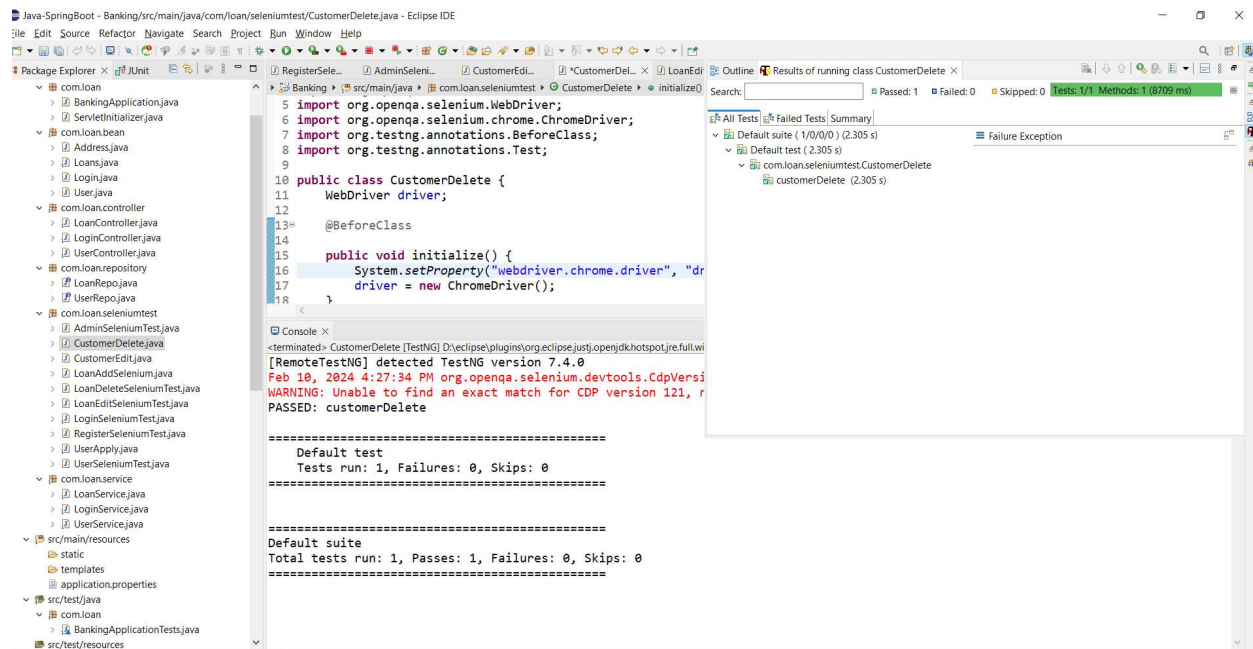 Java-SpringBoot - Banking/src/main/java/com/loan/seleniumtest/CustomerDelete.java - Eclipse IDE
File Edit Source Refactor Navigate Search Project Run Window Help
Package Explorer × JUnit
com.loan
BankingApplication.java
ServletInitializer.java
com.loan.bean
Address.java
Loans.java
Login.java
User.java
com.loan.controller
LoanController.java
LoginController.java
UserController.java
com.loan.repository
LoanRepo.java
UserRepo.java
com.loan.seleniumtest
AdminSeleniumTest.java
CustomerDelete.java
CustomerEdit.java
LoanAddSelenium.java
LoanDeleteSeleniumTest.java
LoanEditSeleniumTest.java
LoginSeleniumTest.java
RegisterSeleniumTest.java
UserApply.java
UserSeleniumTest.java
com.loan.service
LoanService.java
LoginService.java
UserService.java
src/main/resources
static
templates
application.properties
src/test/java
com.loan
BankingApplicationTests.java
src/test/resources
RegisterSele... AdminSeleni... CustomerEdi... *CustomerDel... × LoanEdi
Banking src/main/java com.loan.seleniumtest CustomerDelete initialize()
5 import org.openqa.selenium.WebDriver;
6 import org.openqa.selenium.chrome.ChromeDriver;
7 import org.testng.annotations.BeforeClass;
8 import org.testng.annotations.Test;
9
10 public class CustomerDelete {
11 WebDriver driver;
12
13 @BeforeClass
14
15 public void initialize() {
16 System.setProperty("webdriver.chrome.driver", "dr
17 driver = new ChromeDriver();
18 }
Console ×
<terminated> CustomerDelete [TestNG] D:\eclipse\plugins\org.eclipse.justj.openjdk.hotspot.jre.full.wi
[RemoteTestNG] detected TestNG version 7.4.0
Feb 10, 2024 4:27:34 PM org.openqa.selenium.devtools.CdpVersi
WARNING: Unable to find an exact match for CDP version 121, r
PASSED: customerDelete
===============================================
Default test
Tests run: 1, Failures: 0, Skips: 0
===============================================
===============================================
Default suite
Total tests run: 1, Passes: 1, Failures: 0, Skips: 0
===============================================
Outline Results of running class CustomerDelete ×
Search: Passed: 1 Failed: 0 Skipped: 0 Tests: 1/1 Methods: 1 (8709 ms)
All Tests Failed Tests Summary
Default suite ( 1/0/0/0 ) (2.305 s)
Default test ( 2.305 s)
com.loan.seleniumtest.CustomerDelete
customerDelete (2.305 s)
Failure Exception